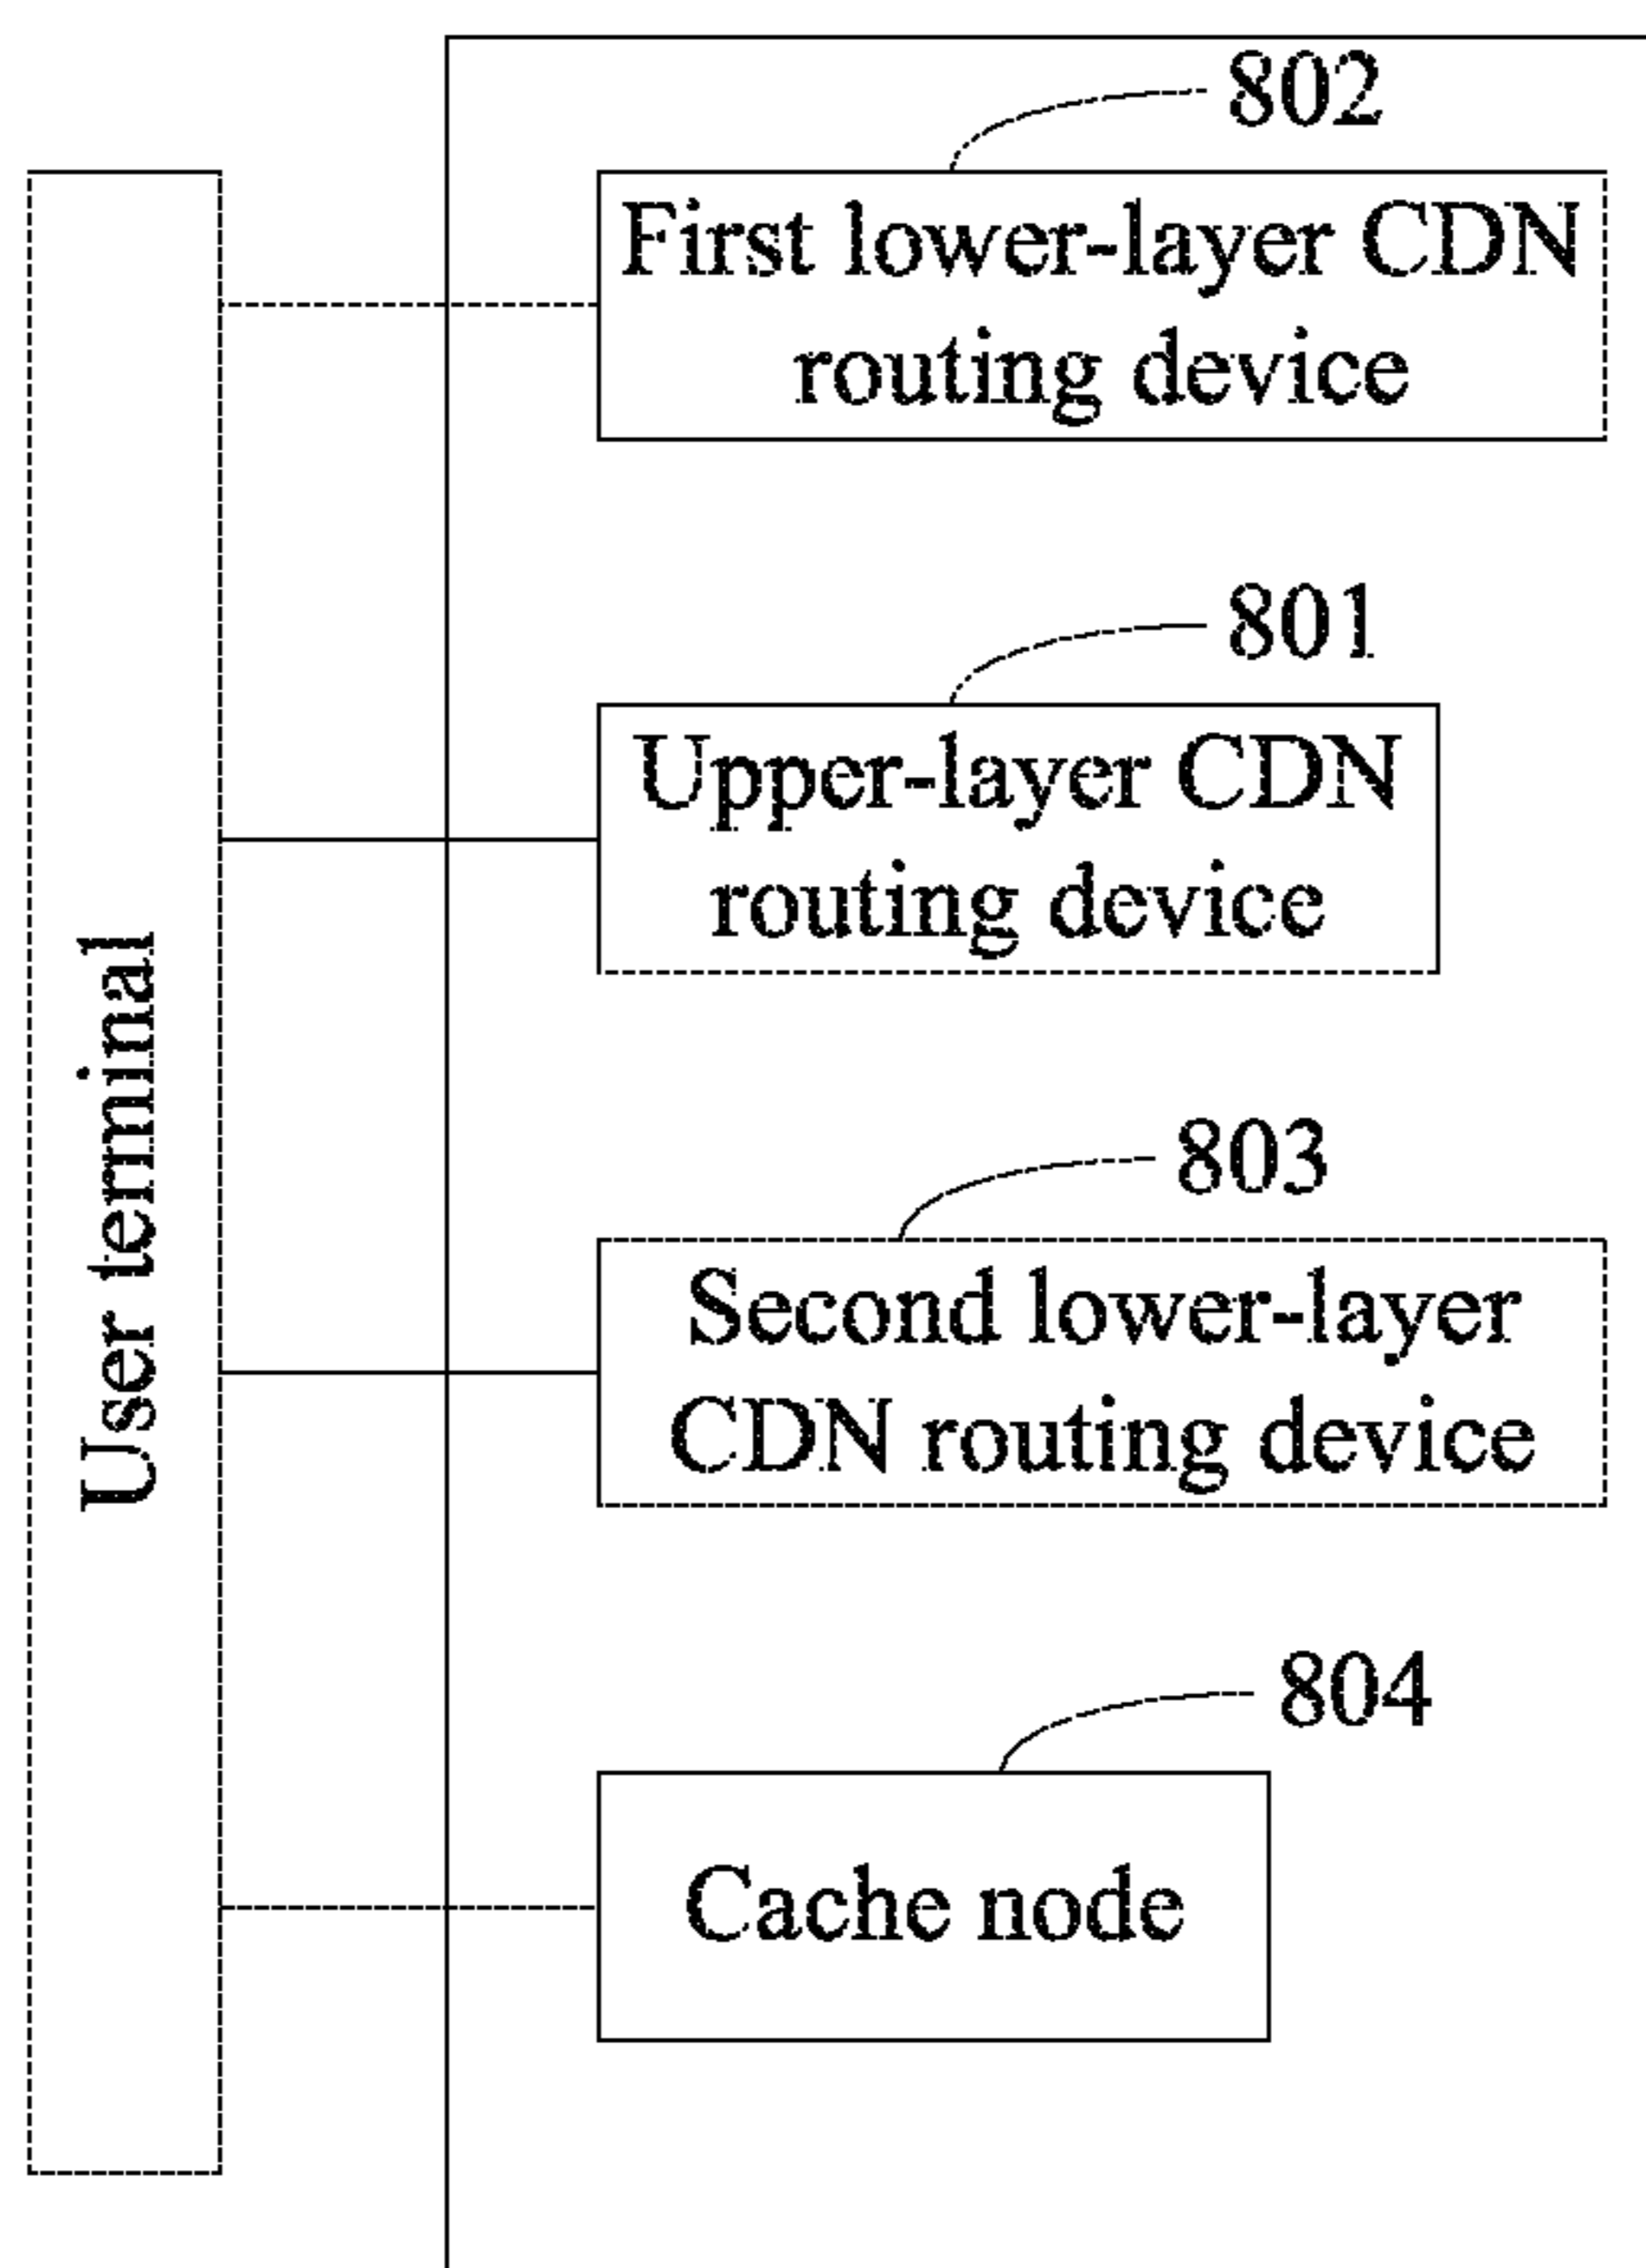 802
First lower-layer CDN
routing device
801
Upper-layer CDN
routing device
User terminal
803
Second lower-layer
CDN routing device
804
Cache node